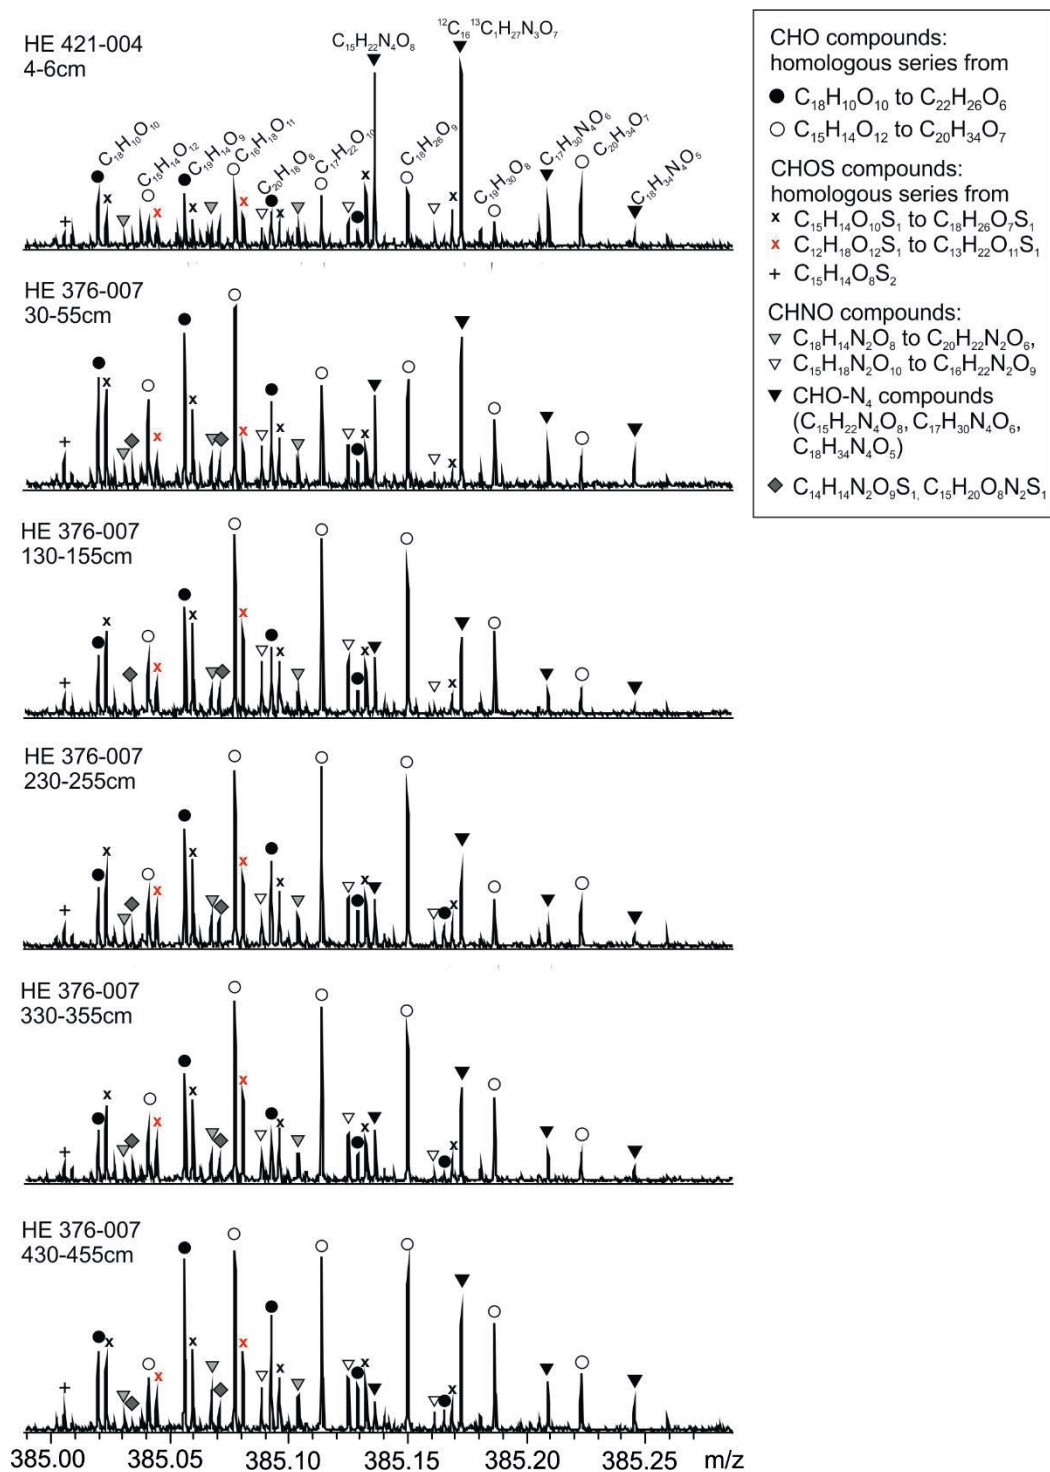 HE 421-004
4-6cm
C₁₈H₁₀O₁₀
C₁₅H₁₄O₁₂
C₁₉H₁₄O₉
C₁₆H₁₈O₁₁
C₂₀H₁₈O₈
C₁₇H₂₂O₁₀
C₁₅H₂₂N₄O₈
C₁₈H₂₆O₉
¹²C₁₆¹³C₁H₂₇N₃O₇
C₁₉H₃₀O₈
C₁₇H₃₀N₄O₆
C₂₀H₃₄O₇
C₁₈H₃₄N₄O₅
HE 376-007
30-55cm
HE 376-007
130-155cm
HE 376-007
230-255cm
HE 376-007
330-355cm
HE 376-007
430-455cm
385.00 385.05 385.10 385.15 385.20 385.25 m/z
CHO compounds:
homologous series from
C₁₈H₁₀O₁₀ to C₂₂H₂₆O₆
C₁₅H₁₄O₁₂ to C₂₀H₃₄O₇
CHOS compounds:
homologous series from
x C₁₅H₁₄O₁₀S₁ to C₁₈H₂₆O₇S₁
x C₁₂H₁₈O₁₂S₁ to C₁₃H₂₂O₁₁S₁
+ C₁₅H₁₄O₈S₂
CHNO compounds:
C₁₈H₁₄N₂O₈ to C₂₀H₂₂N₂O₆,
C₁₅H₁₈N₂O₁₀ to C₁₆H₂₂N₂O₉
CHO-N₄ compounds
(C₁₅H₂₂N₄O₈, C₁₇H₃₀N₄O₆,
C₁₈H₃₄N₄O₅)
C₁₄H₁₄N₂O₉S₁, C₁₅H₂₀O₈N₂S₁